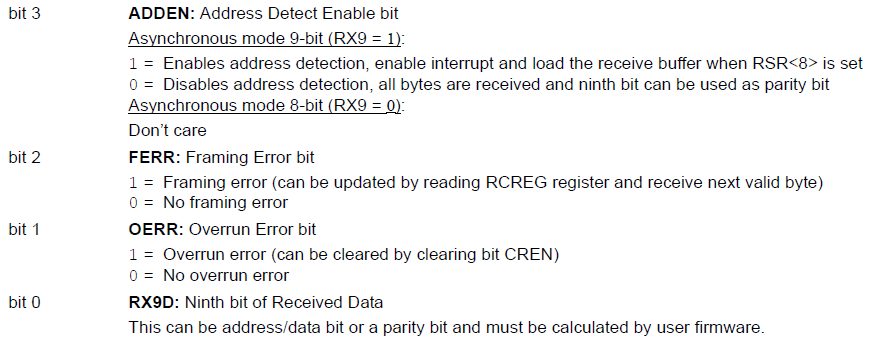 bit 3 ADDEN: Address Detect Enable bit
Asynchronous mode 9-bit (RX9 = 1):
1 = Enables address detection, enable interrupt and load the receive buffer when RSR<8> is set
0 = Disables address detection, all bytes are received and ninth bit can be used as parity bit
Asynchronous mode 8-bit (RX9 = 0):
Don’t care
bit 2 FERR: Framing Error bit
1 = Framing error (can be updated by reading RCREG register and receive next valid byte)
0 = No framing error
bit 1 OERR: Overrun Error bit
1 = Overrun error (can be cleared by clearing bit CREN)
0 = No overrun error
bit 0 RX9D: Ninth bit of Received Data
This can be address/data bit or a parity bit and must be calculated by user firmware.